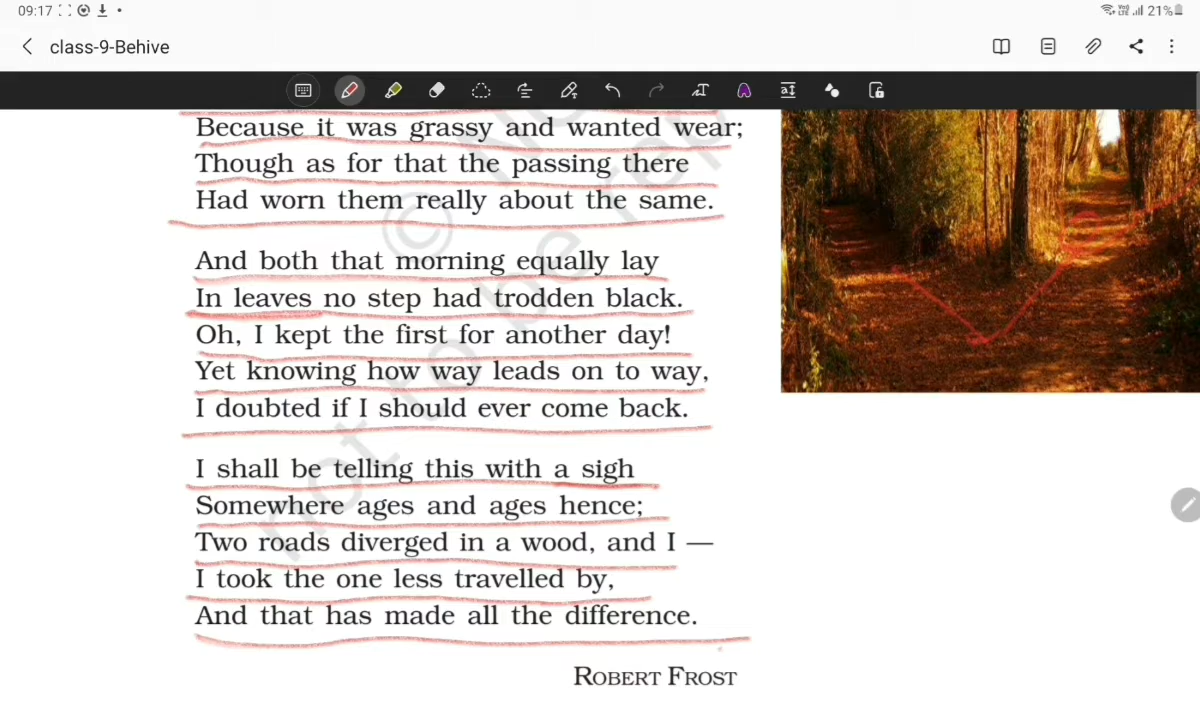 09:17
21%
class-9-Behive
Because it was grassy and wanted wear;
Though as for that the passing there
Had worn them really about the same.
And both that morning equally lay
In leaves no step had trodden black.
Oh, I kept the first for another day!
Yet knowing how way leads on to way,
I doubted if I should ever come back.
I shall be telling this with a sigh
Somewhere ages and ages hence;
Two roads diverged in a wood, and I —
I took the one less travelled by,
And that has made all the difference.
ROBERT FROST
not to be rep